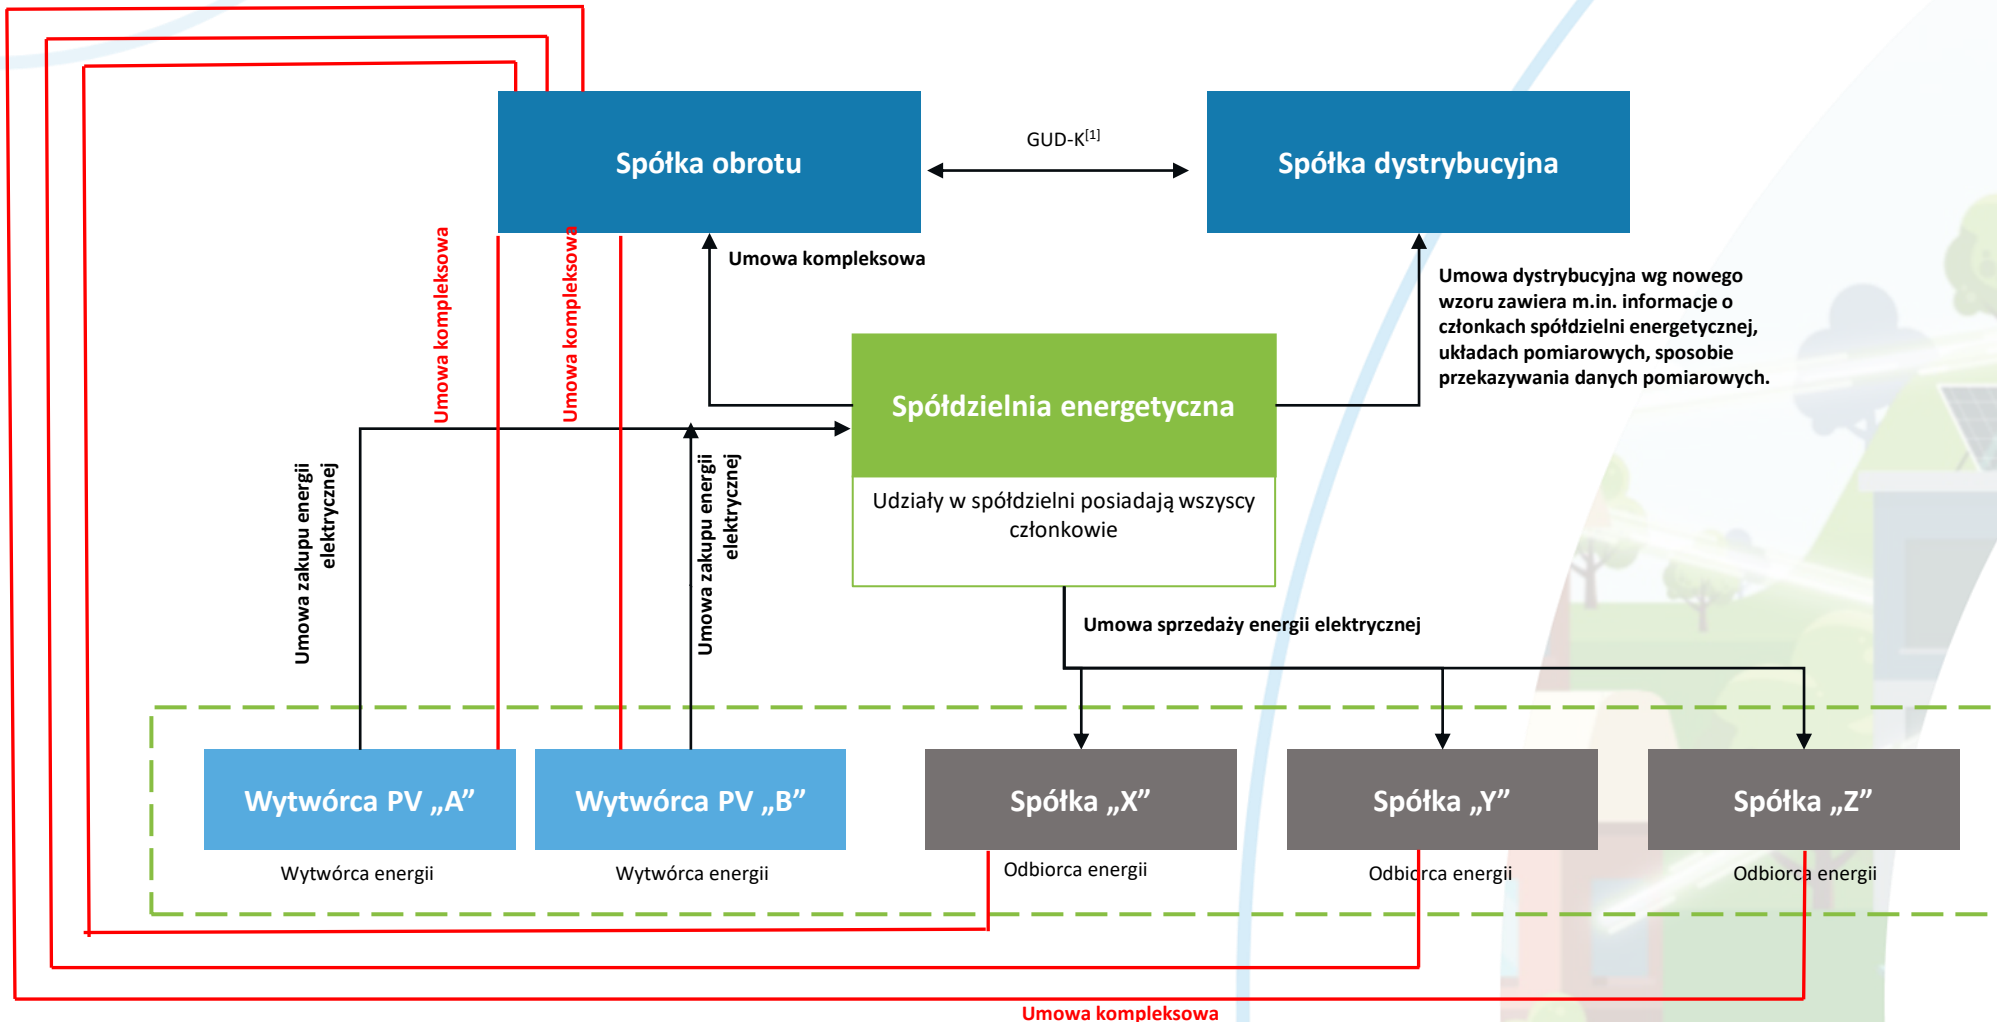 Spółka obrotu
GUD-K[1]
Spółka dystrybucyjna
Umowa kompleksowa
Umowa kompleksowa
Umowa kompleksowa
Umowa dystrybucyjna wg nowego
wzoru zawiera m.in. informacje o
członkach spółdzielni energetycznej,
układach pomiarowych, sposobie
przekazywania danych pomiarowych.
Spółdzielnia energetyczna
Udziały w spółdzielni posiadają wszyscy
członkowie
Umowa zakupu energii
elektrycznej
Umowa zakupu energii
elektrycznej
Umowa sprzedaży energii elektrycznej
Wytwórca PV „A”
Wytwórca PV „B”
Spółka „X”
Spółka „Y”
Spółka „Z”
Wytwórca energii
Wytwórca energii
Odbiorca energii
Odbiorca energii
Odbiorca energii
Umowa kompleksowa